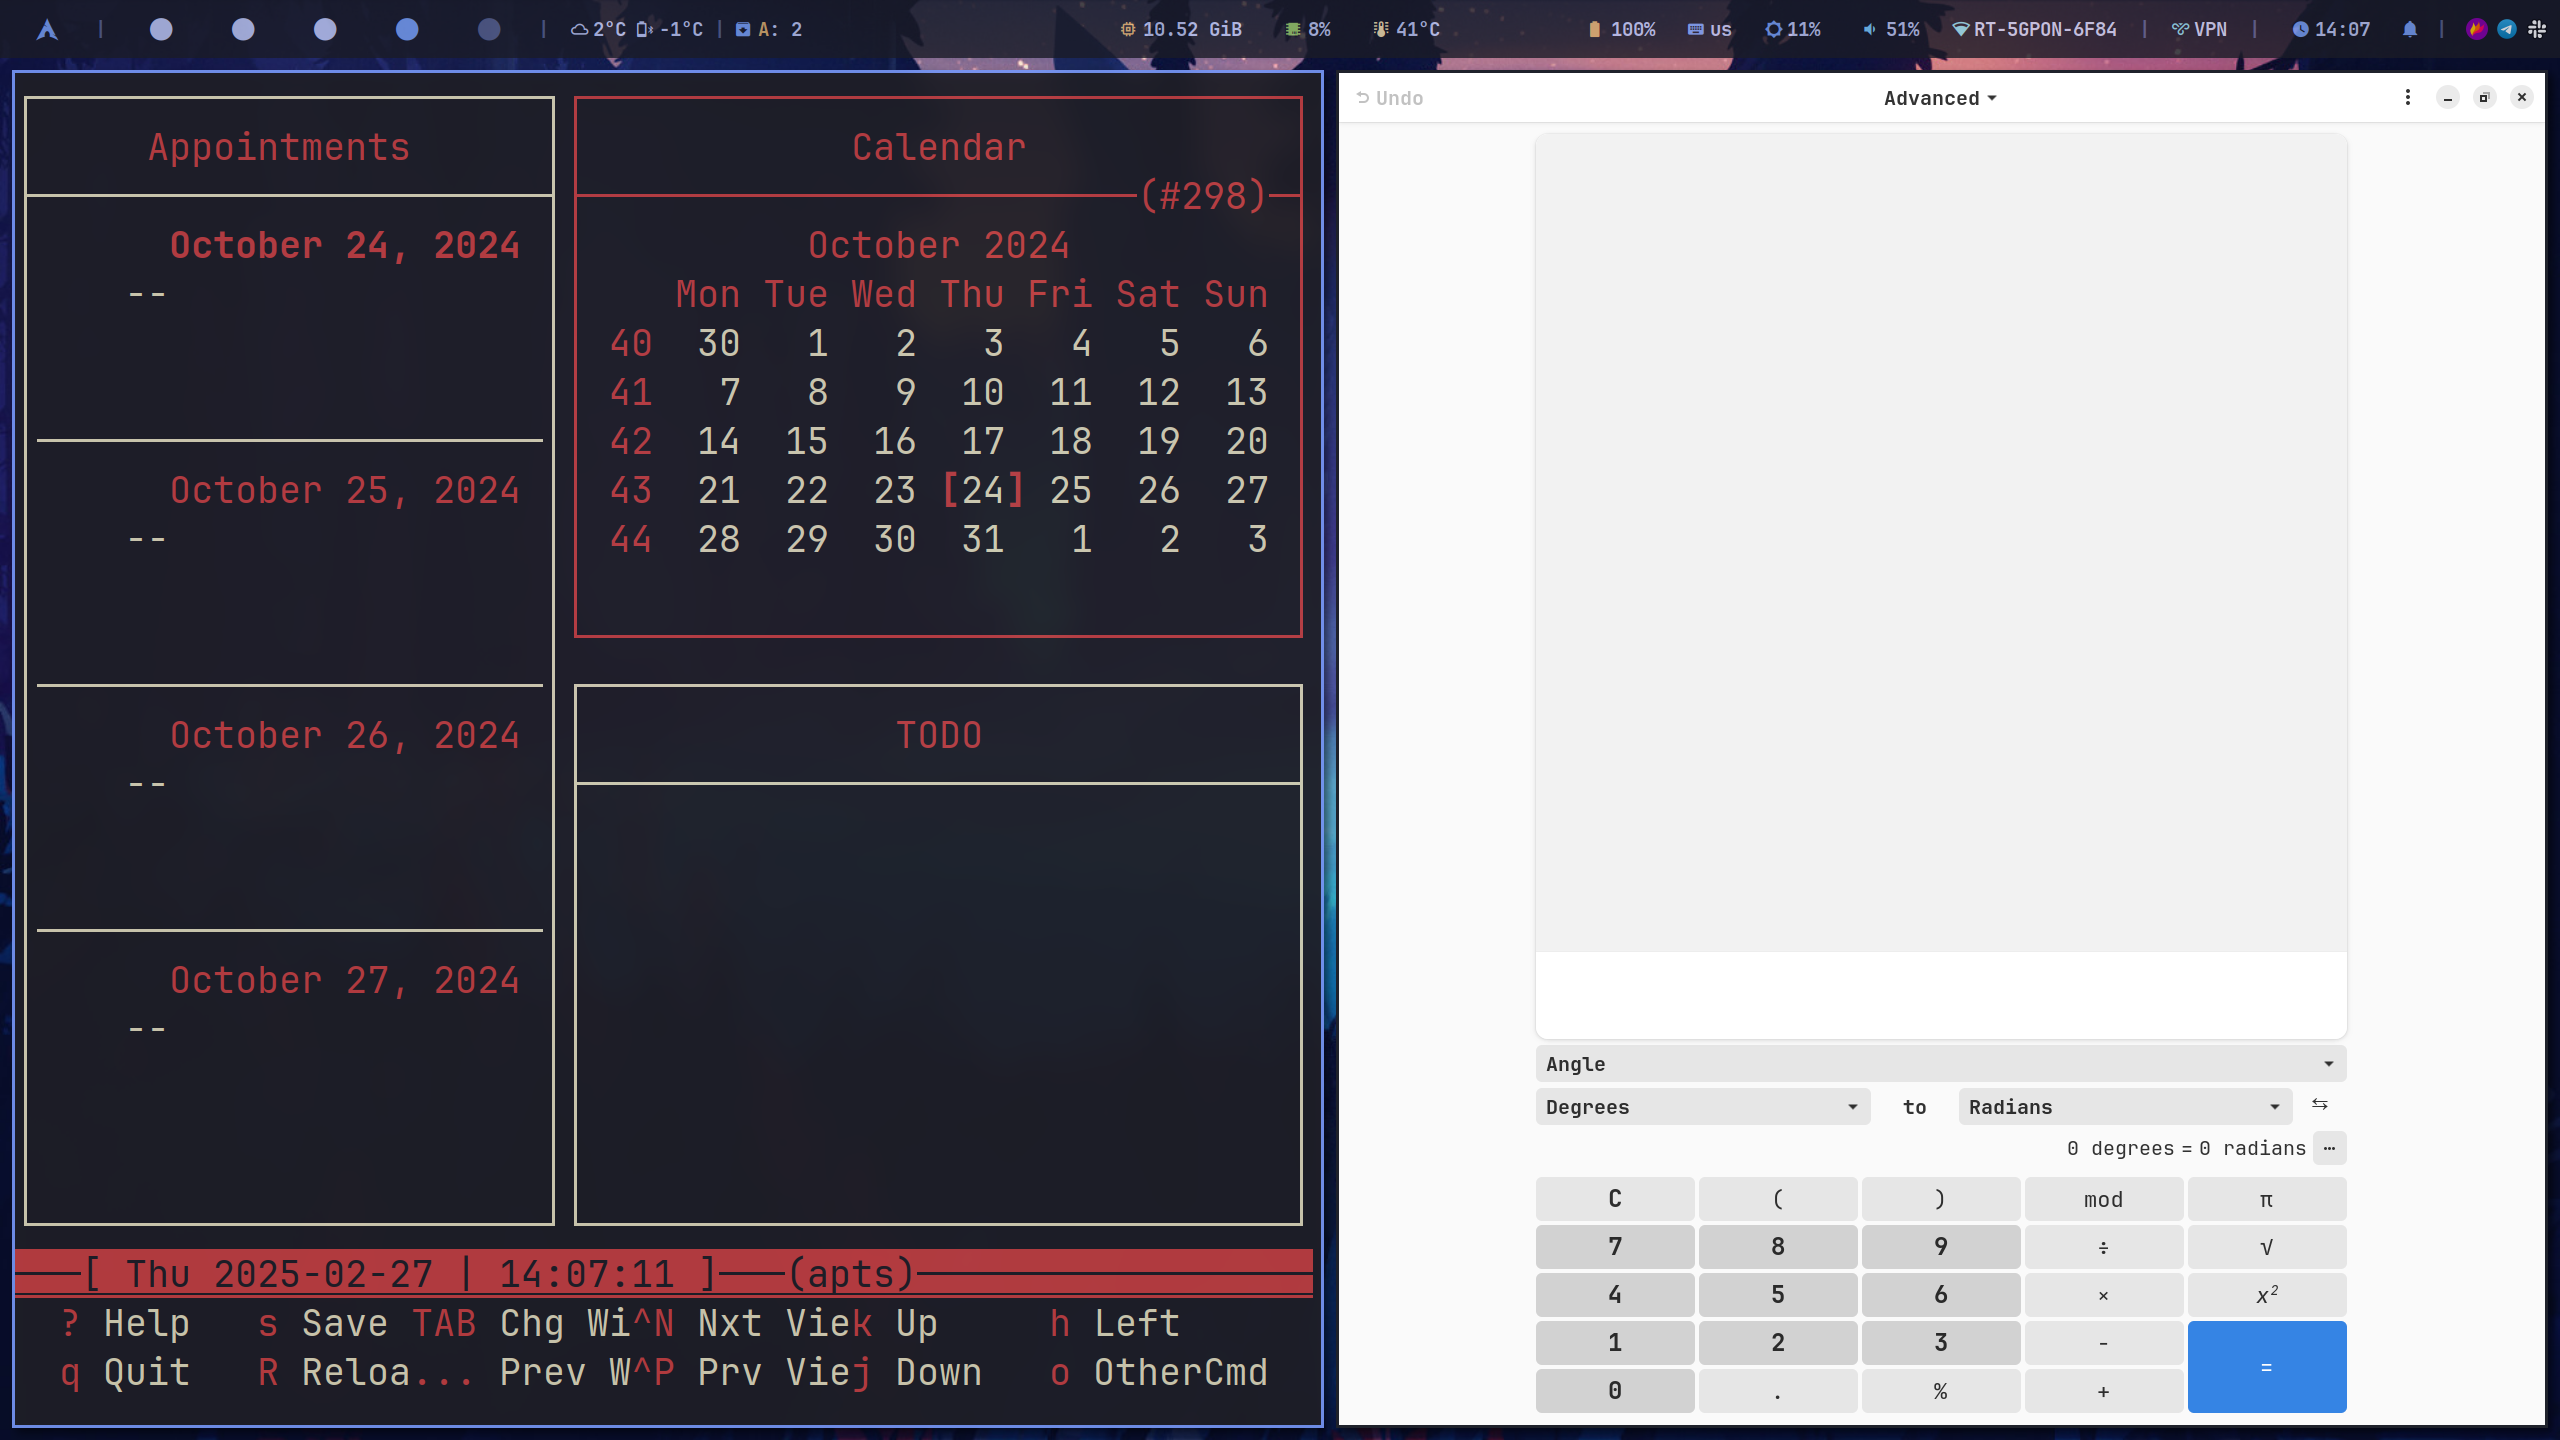 2°C -1°C | A: 2 10.52 GiB 8% 41°C 100% us 11% 51% RT-5GPON-6F84 | VPN | 14:07 |
Appointments
October 24, 2024
--
October 25, 2024
--
October 26, 2024
--
October 27, 2024
--
Calendar
(#298)
October 2024
Mon Tue Wed Thu Fri Sat Sun
40 30 1 2 3 4 5 6
41 7 8 9 10 11 12 13
42 14 15 16 17 18 19 20
43 21 22 23 [24] 25 26 27
44 28 29 30 31 1 2 3
TODO
[ Thu 2025-02-27 | 14:07:11 ] (apts)
? Help s Save TAB Chg Wi^N Nxt Viek Up h Left
q Quit R Reloa... Prev W^P Prv Viej Down o OtherCmd
Undo Advanced
Angle
Degrees to Radians
0 degrees = 0 radians ...
C ( ) mod π
7 8 9 ÷ √
4 5 6 × x²
1 2 3 - =
0 . % +